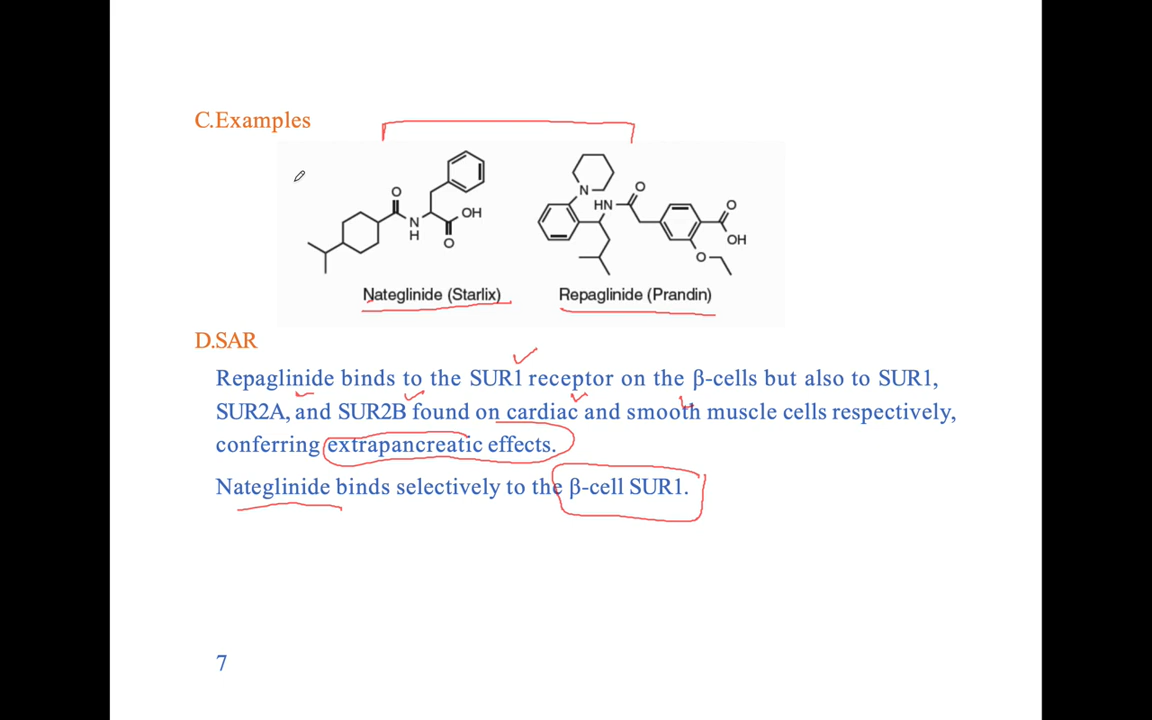 C.Examples
O
N
H
OH
O
N
HN
O
O
OH
O
Nateglinide (Starlix)
Repaglinide (Prandin)
D.SAR
Repaglinide binds to the SUR1 receptor on the β-cells but also to SUR1,
SUR2A, and SUR2B found on cardiac and smooth muscle cells respectively,
conferring extrapancreatic effects.
Nateglinide binds selectively to the β-cell SUR1.
7